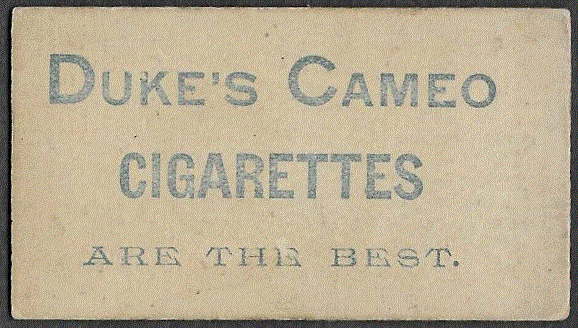 DUKE'S CAMEO
CIGARETTES
ARE THE BEST.